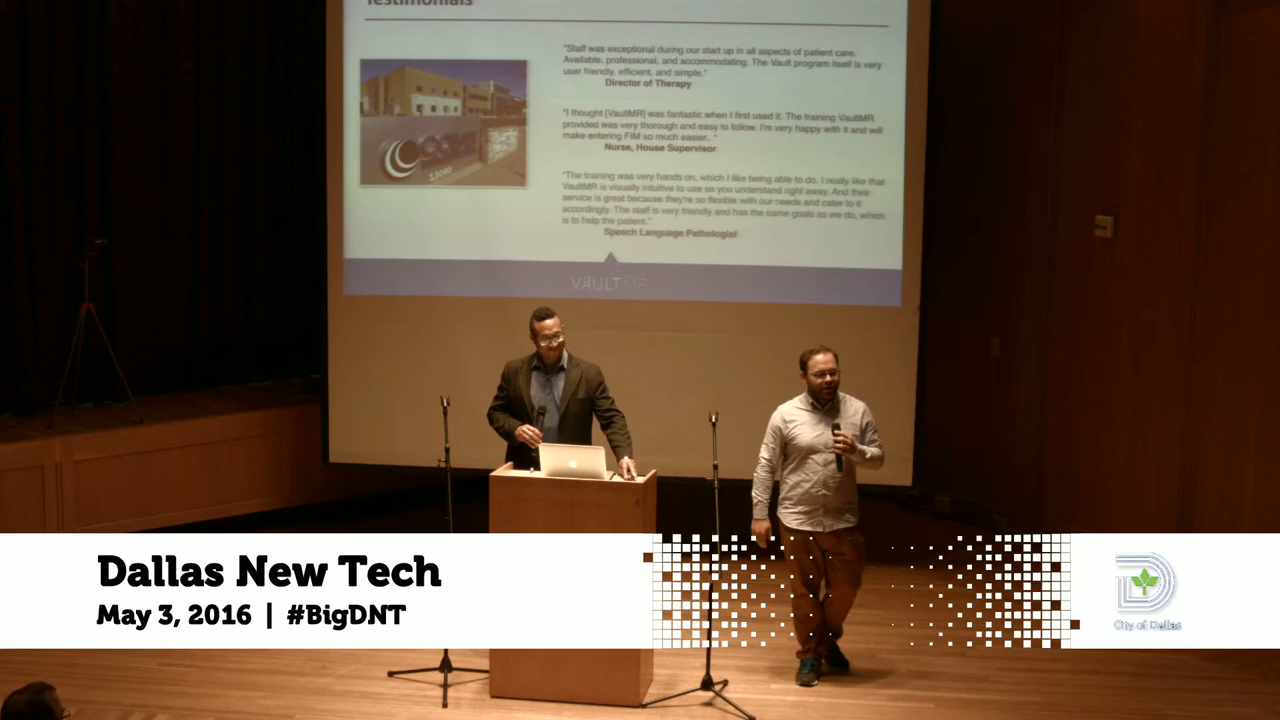 Testimonials
"Staff was exceptional during our start up in all aspects of patient care.
Available, professional, and accommodating. The Vault program itself is very
user friendly, efficient, and simple."
Director of Therapy
"I thought [VaultMR] was fantastic when I first used it. The training VaultMR
provided was very thorough and easy to follow. I'm very happy with it and will
make entering FIM so much easier.. "
Nurse, House Supervisor
"The training was very hands on, which I like being able to do. I really like that
VaultMR is visually intuitive to use so you understand right away. And their
service is great because they're so flexible with our needs and cater to it
accordingly. The staff is very friendly and has the same goals as we do, which
is to help the patient."
Speech Language Pathologist
VAULT
Dallas New Tech
May 3, 2016 | #BigDNT
City of Dallas